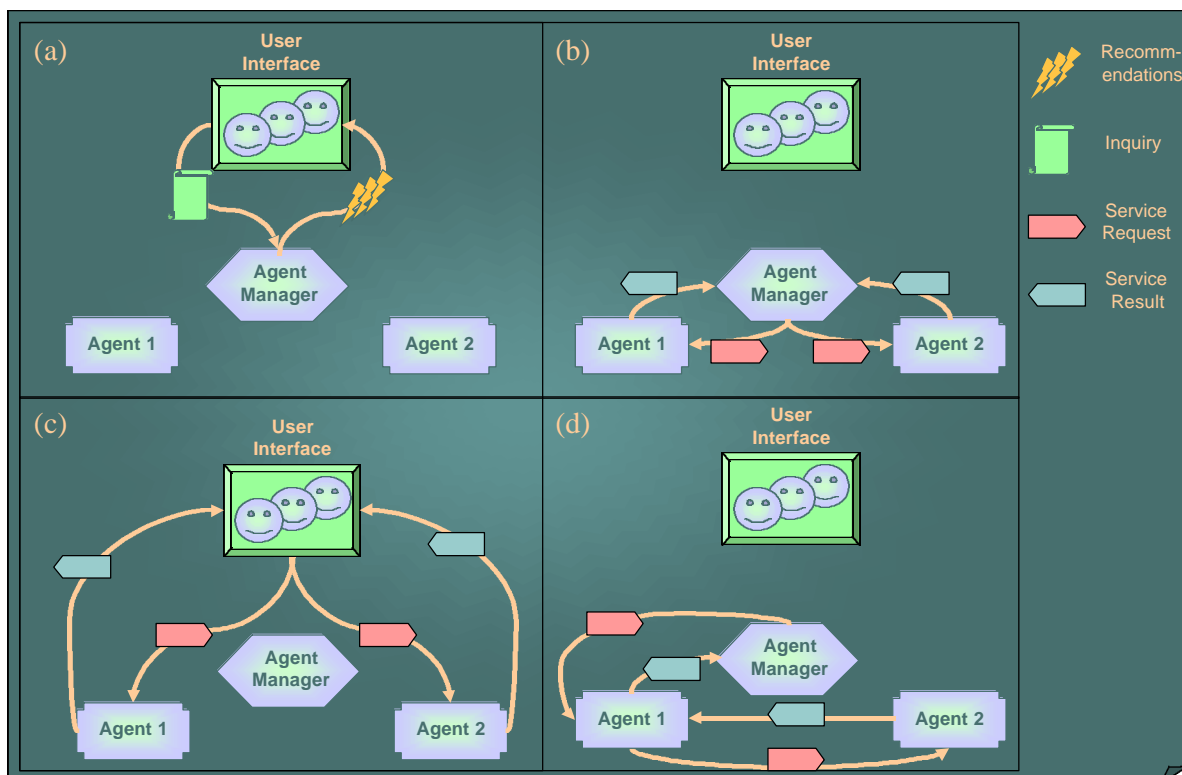 (a)
User
Interface
Agent
Manager
Agent 1
Agent 2
(b)
User
Interface
Agent
Manager
Agent 1
Agent 2
(c)
User
Interface
Agent
Manager
Agent 1
Agent 2
(d)
User
Interface
Agent
Manager
Agent 1
Agent 2
Recomm-
endations
Inquiry
Service
Request
Service
Result